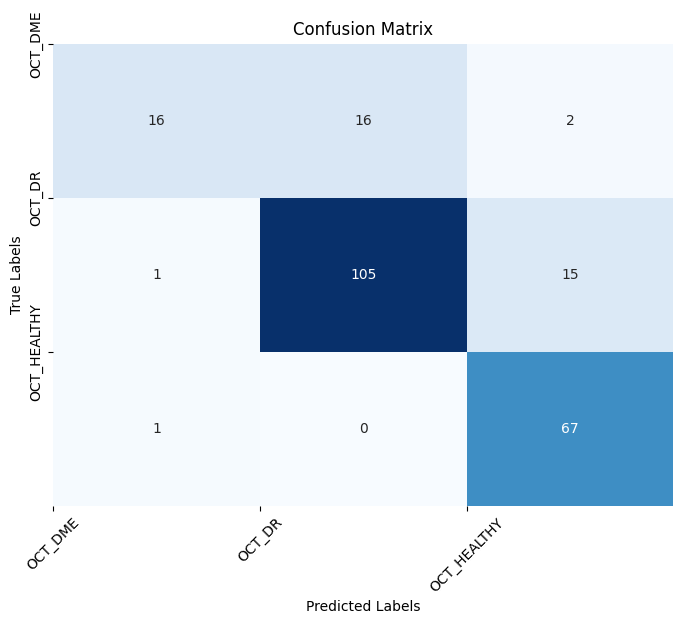 Confusion Matrix
OCT_DME
16 16 2
OCT_DR
1 105 15
OCT_HEALTHY
1 0 67
True Labels
OCT_DME OCT_DR OCT_HEALTHY
Predicted Labels